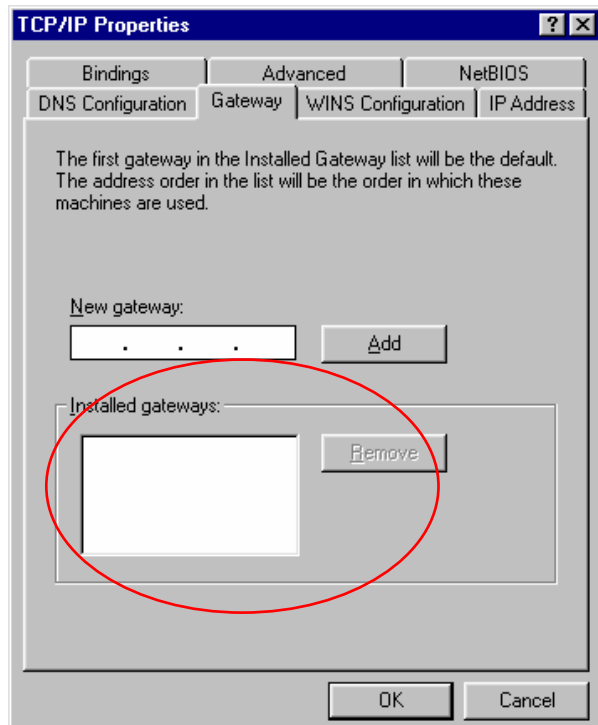 TCP/IP Properties
Bindings Advanced NetBIOS
DNS Configuration Gateway WINS Configuration IP Address
The first gateway in the Installed Gateway list will be the default.
The address order in the list will be the order in which these
machines are used.
New gateway:
. . . Add
Installed gateways:
Remove
OK Cancel